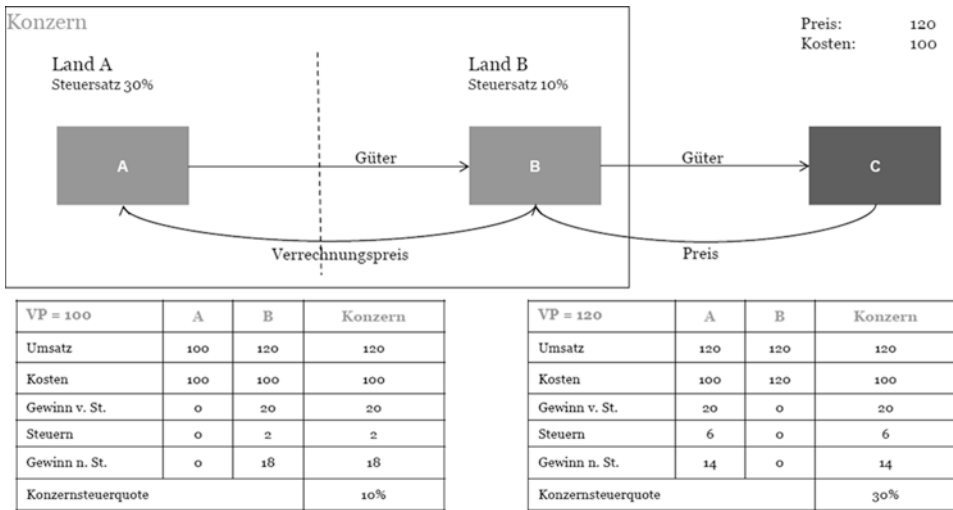 Konzern
Preis: 120
Kosten: 100
Land A
Steuersatz 30%
Land B
Steuersatz 10%
A
Güter
B
Güter
C
Verrechnungspreis
Preis
VP = 100 A B Konzern
Umsatz 100 120 120
Kosten 100 100 100
Gewinn v. St. 0 20 20
Steuern 0 2 2
Gewinn n. St. 0 18 18
Konzernsteuerquote 10%
VP = 120 A B Konzern
Umsatz 120 120 120
Kosten 100 120 100
Gewinn v. St. 20 0 20
Steuern 6 0 6
Gewinn n. St. 14 0 14
Konzernsteuerquote 30%